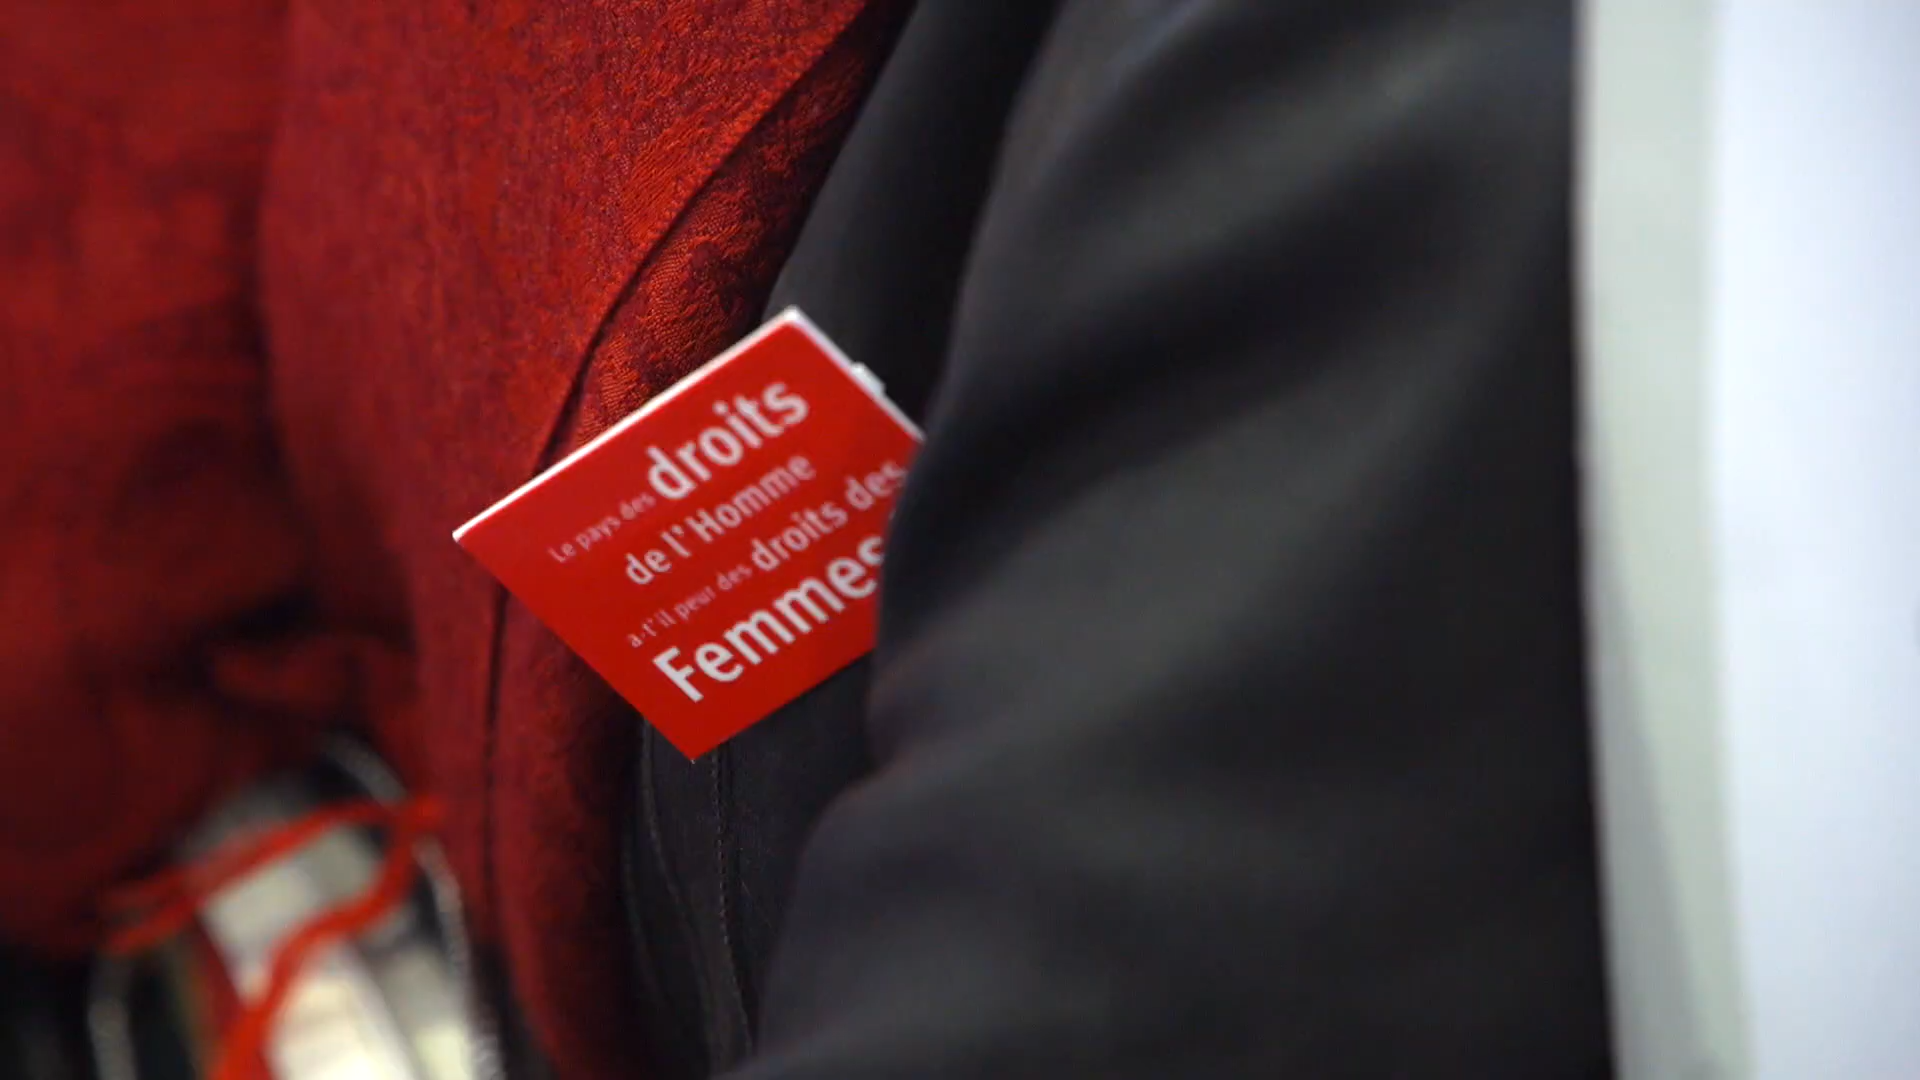 Le pays des droits
de l'Homme
a-t'il peur des droits des
Femmes